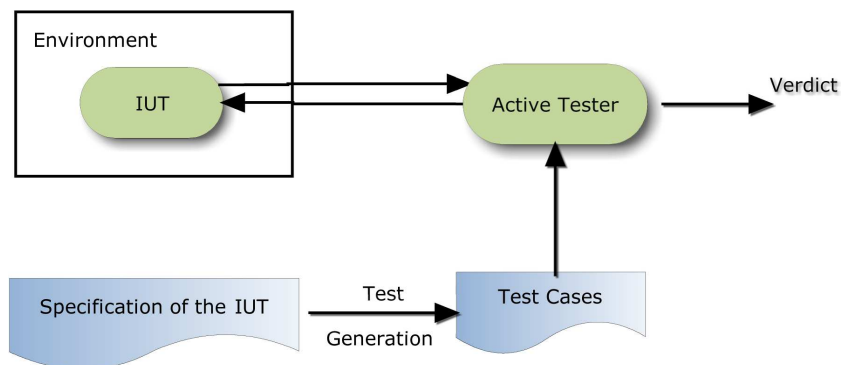 Environment
IUT
Active Tester
Verdict
Specification of the IUT
Test
Generation
Test Cases